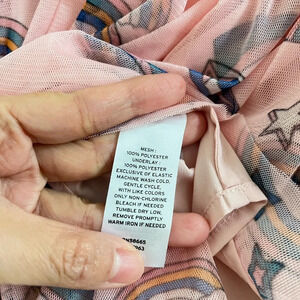 MESH:
100% POLYESTER
UNDERLAY:
100% POLYESTER
EXCLUSIVE OF ELASTIC
MACHINE WASH COLD,
GENTLE CYCLE,
WITH LIKE COLORS
ONLY NON-CHLORINE
BLEACH IF NEEDED
TUMBLE DRY LOW,
REMOVE PROMPTLY
WARM IRON IF NEEDED